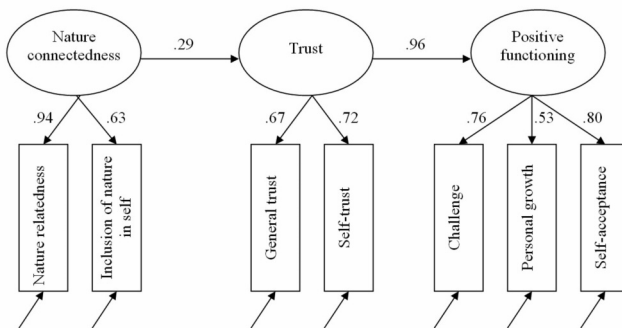 Nature
connectedness
.29
Trust
.96
Positive
functioning
.94
.63
.67
.72
.76
.53
.80
Nature relatedness
Inclusion of nature
in self
General trust
Self-trust
Challenge
Personal growth
Self-acceptance